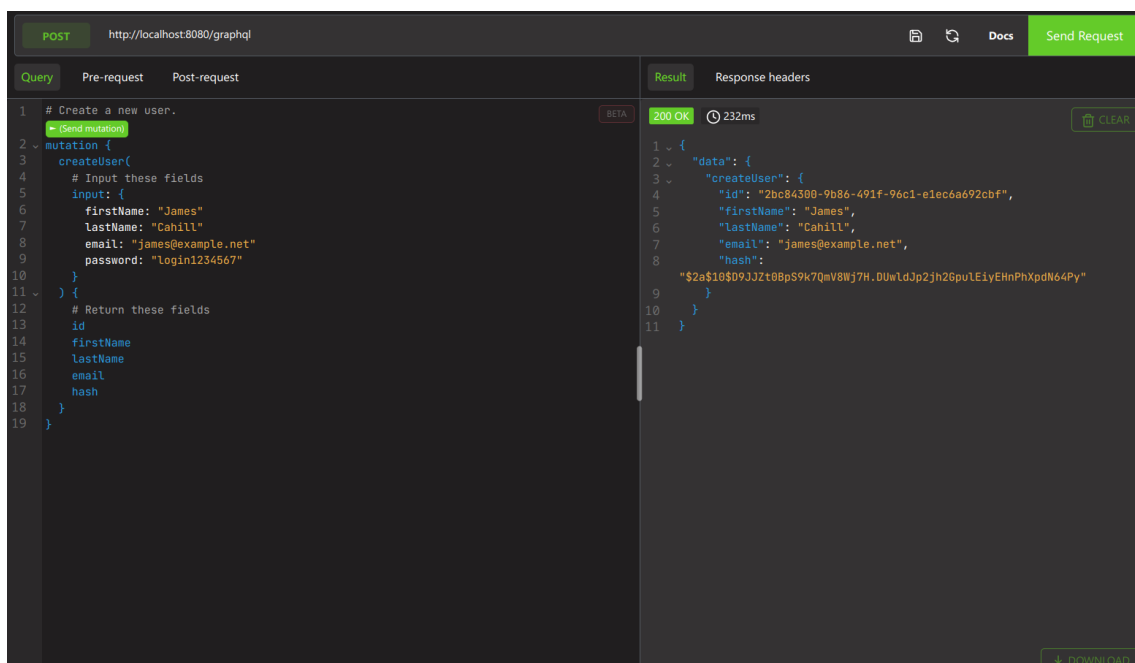 POST http://localhost:8080/graphql Docs Send Request
Query Pre-request Post-request
1 # Create a new user.
BETA
(Send mutation)
2 mutation {
3 createUser(
4 # Input these fields
5 input: {
6 firstName: "James"
7 lastName: "Cahill"
8 email: "james@example.net"
9 password: "login1234567"
10 }
11 ) {
12 # Return these fields
13 id
14 firstName
15 lastName
16 email
17 hash
18 }
19 }
Result Response headers
200 OK 232ms
CLEAR
1 {
2 "data": {
3 "createUser": {
4 "id": "2bc84300-9b86-491f-96c1-e1ec6a692cbf",
5 "firstName": "James",
6 "lastName": "Cahill",
7 "email": "james@example.net",
8 "hash":
"$2a$10$D9JJZt0BpS9k7QmV8Wj7H.DUwldJp2jh2GpulEiyEHnPhXpdN64Py"
9 }
10 }
11 }
DOWNLOAD